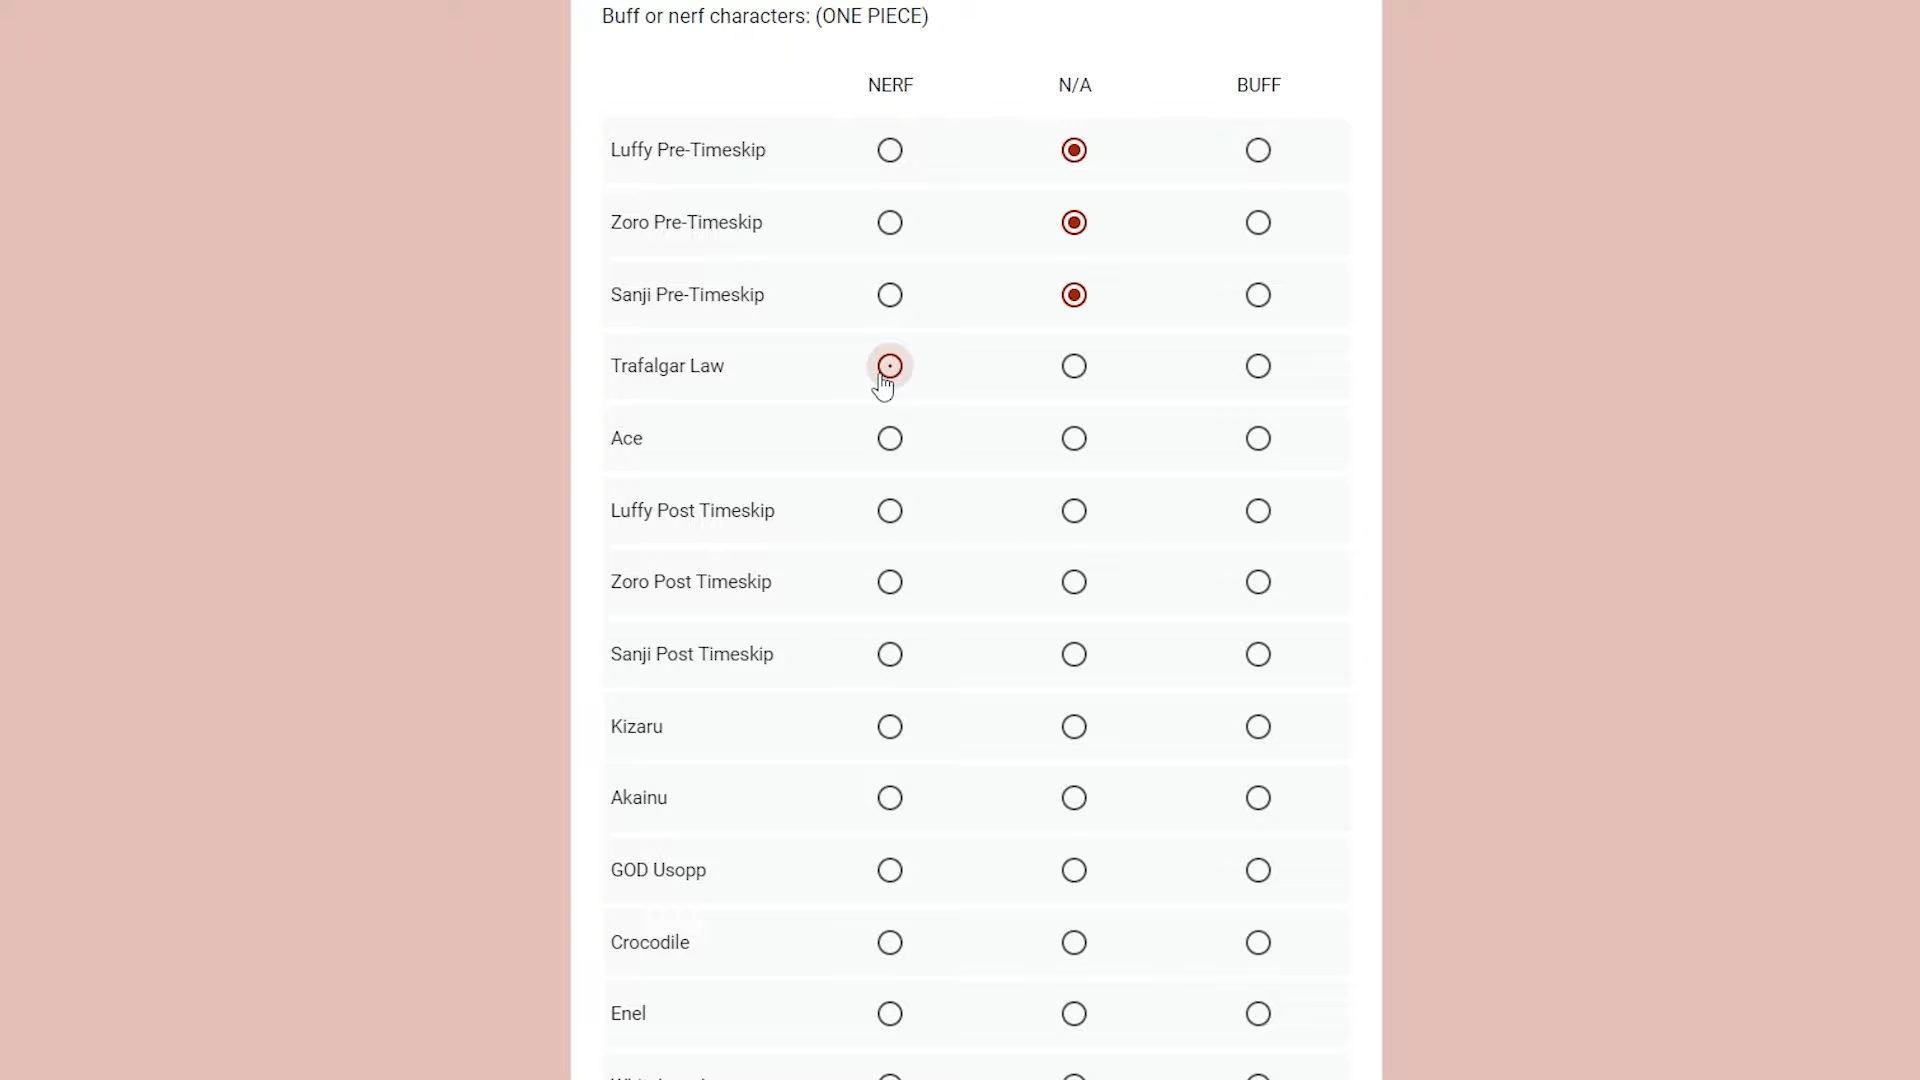 Buff or nerf characters: (ONE PIECE)
NERF N/A BUFF
Luffy Pre-Timeskip
Zoro Pre-Timeskip
Sanji Pre-Timeskip
Trafalgar Law
Ace
Luffy Post Timeskip
Zoro Post Timeskip
Sanji Post Timeskip
Kizaru
Akainu
GOD Usopp
Crocodile
Enel